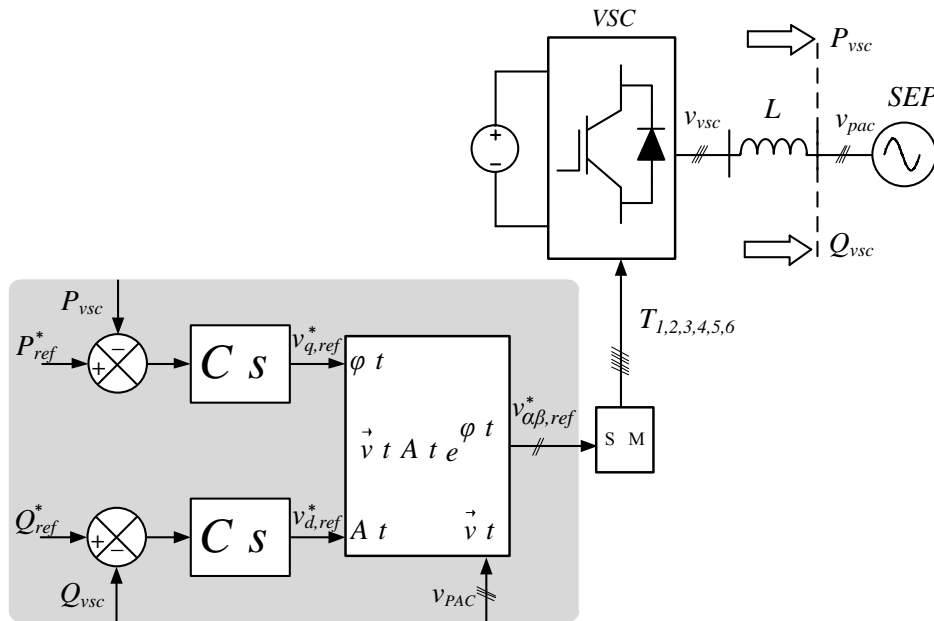 VSC
P_vsc
SEP
L
v_vsc
v_pac
+
−
Q_vsc
T_1,2,3,4,5,6
P_vsc
−
P*_ref
+
C s
v*_q,ref
φ t
v*_αβ,ref
v⃗ t A t e^φ t
S M
Q*_ref
+
−
C s
v*_d,ref
A t
v⃗ t
Q_vsc
v_PAC